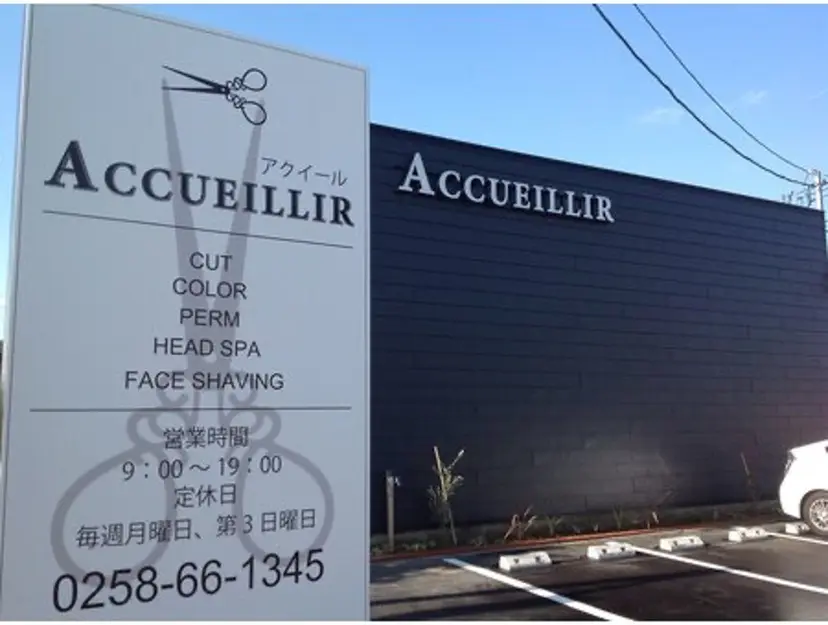 アクイール
ACCUEILLIR
CUT
COLOR
PERM
HEAD SPA
FACE SHAVING
営業時間
9:00～19:00
定休日
毎週月曜日、第3日曜日
0258-66-1345
ACCUEILLIR